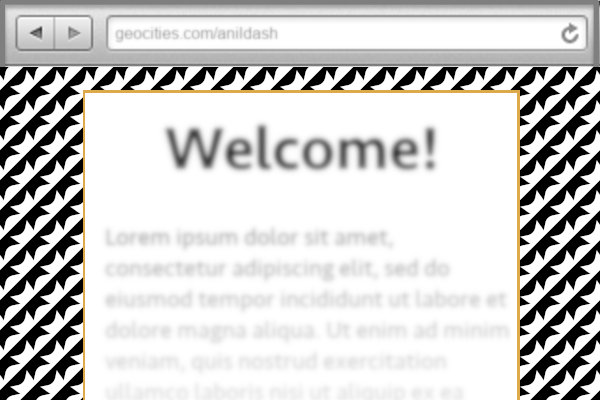 geocities.com/anildash
Welcome!
Lorem ipsum dolor sit amet,
consectetur adipiscing elit, sed do
eiusmod tempor incididunt ut labore et
dolore magna aliqua. Ut enim ad minim
veniam, quis nostrud exercitation
ullamco laboris nisi ut aliquip ex ea